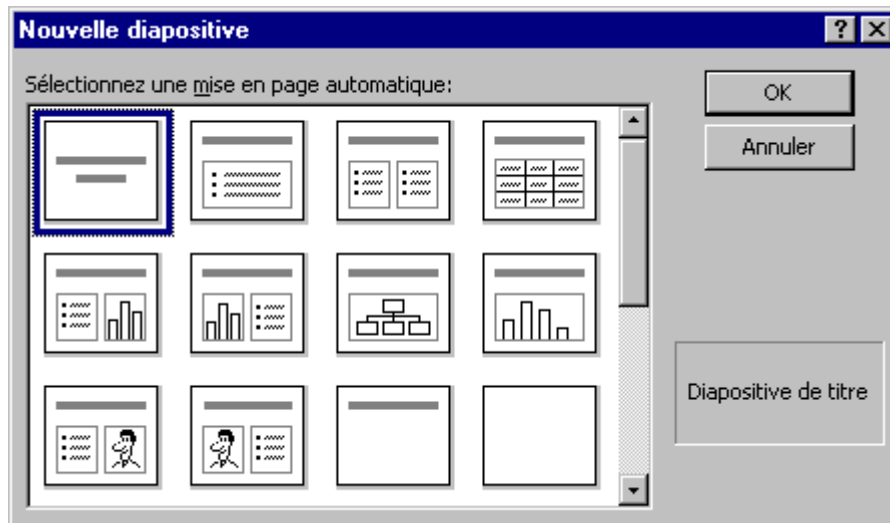 Nouvelle diapositive
Sélectionnez une mise en page automatique:
OK
Annuler
Diapositive de titre